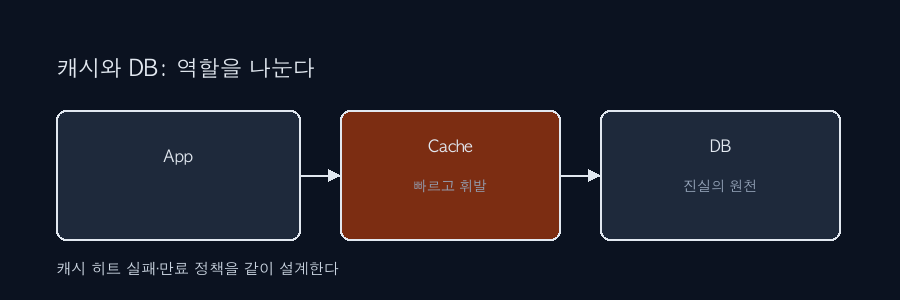 캐시와 DB: 역할을 나눈다
App
Cache
빠르고 휘발
DB
진실의 원천
캐시 히트 실패·만료 정책을 같이 설계한다